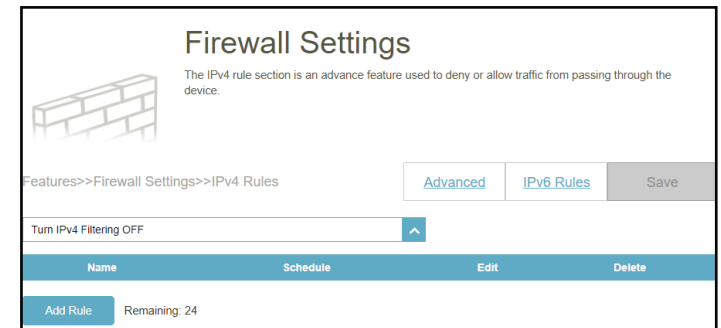 Firewall Settings
The IPv4 rule section is an advance feature used to deny or allow traffic from passing through the
device.
Features>>Firewall Settings>>IPv4 Rules
Advanced
IPv6 Rules
Save
Turn IPv4 Filtering OFF
Name Schedule Edit Delete
Add Rule Remaining: 24